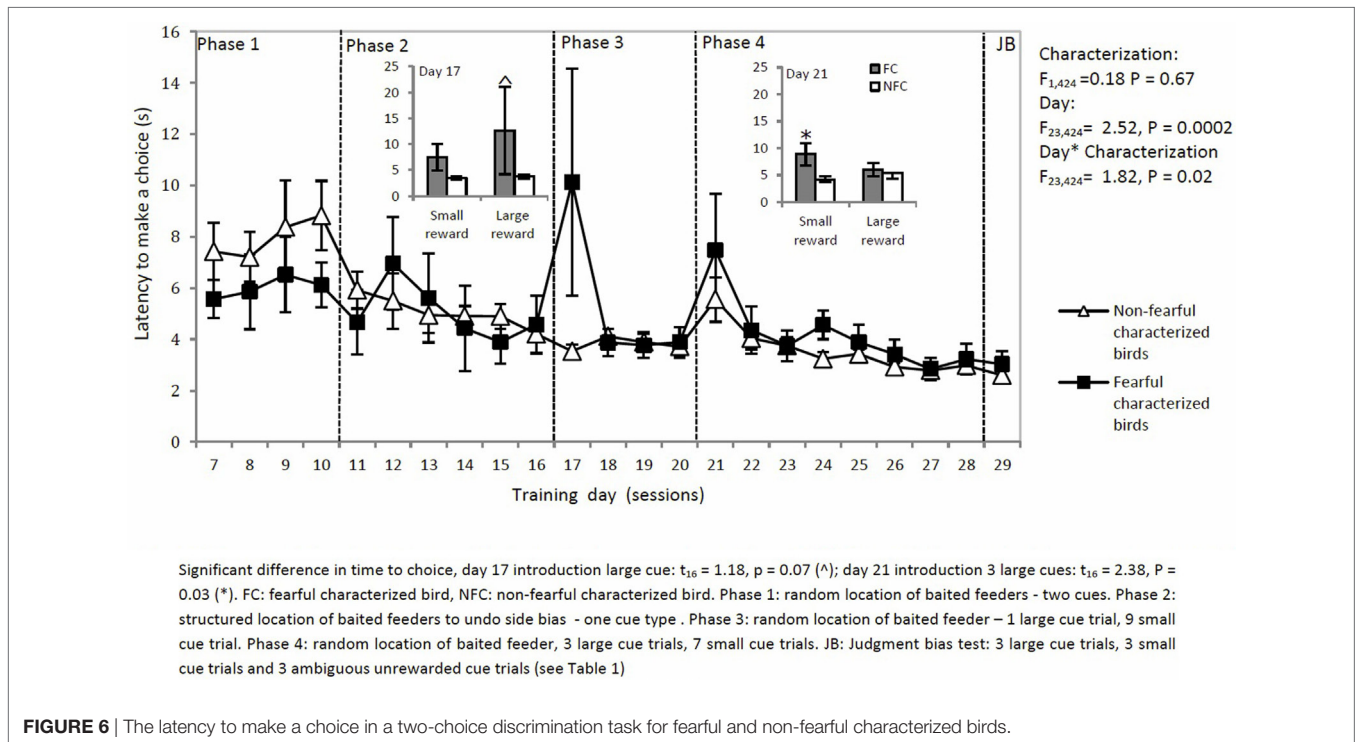 16
14
12
10
8
6
4
2
0
Latency to make a choice (s)
Phase 1
Phase 2
Phase 3
Phase 4
JB
25
20
15
10
5
0
Day 17
^
Small reward
Large reward
25
20
15
10
5
0
Day 21
*
FC
NFC
Small reward
Large reward
7 8 9 10 11 12 13 14 15 16 17 18 19 20 21 22 23 24 25 26 27 28 29
Training day (sessions)
Characterization:
F1,424 =0.18 P = 0.67
Day:
F23,424= 2.52, P = 0.0002
Day* Characterization
F23,424= 1.82, P = 0.02
Non-fearful
characterized
birds
Fearful
characterized
birds
Significant difference in time to choice, day 17 introduction large cue: t16 = 1.18, p = 0.07 (^); day 21 introduction 3 large cues: t16 = 2.38, P =
0.03 (*). FC: fearful characterized bird, NFC: non-fearful characterized bird. Phase 1: random location of baited feeders - two cues. Phase 2:
structured location of baited feeders to undo side bias - one cue type . Phase 3: random location of baited feeder – 1 large cue trial, 9 small
cue trial. Phase 4: random location of baited feeder, 3 large cue trials, 7 small cue trials. JB: Judgment bias test: 3 large cue trials, 3 small
cue trials and 3 ambiguous unrewarded cue trials (see Table 1)
FIGURE 6 | The latency to make a choice in a two-choice discrimination task for fearful and non-fearful characterized birds.